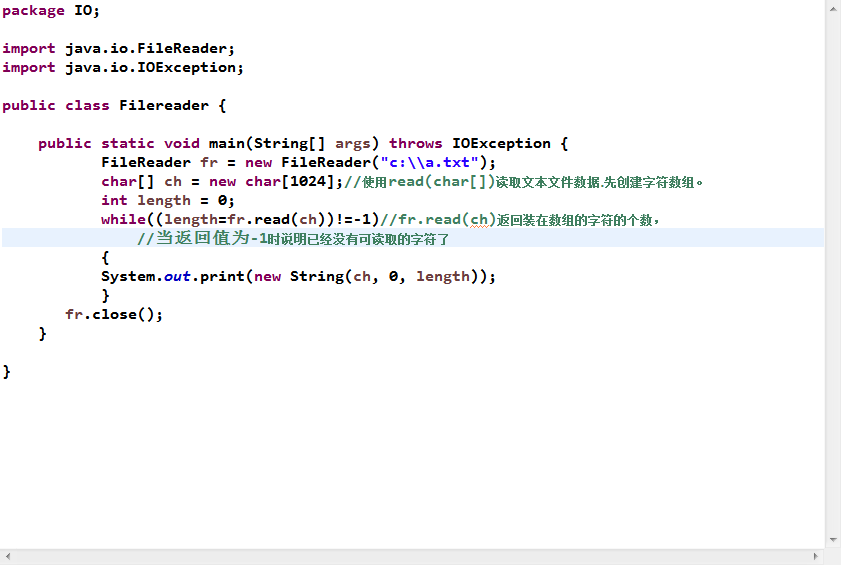 package IO;
import java.io.FileReader;
import java.io.IOException;
public class Filereader {
public static void main(String[] args) throws IOException {
FileReader fr = new FileReader("c:\\a.txt");
char[] ch = new char[1024];//使用read(char[])读取文本文件数据.先创建字符数组。
int length = 0;
while((length=fr.read(ch))!=-1)//fr.read(ch)返回装在数组的字符的个数，
//当返回值为-1时说明已经没有可读取的字符了
{
System.out.print(new String(ch, 0, length));
}
fr.close();
}
}